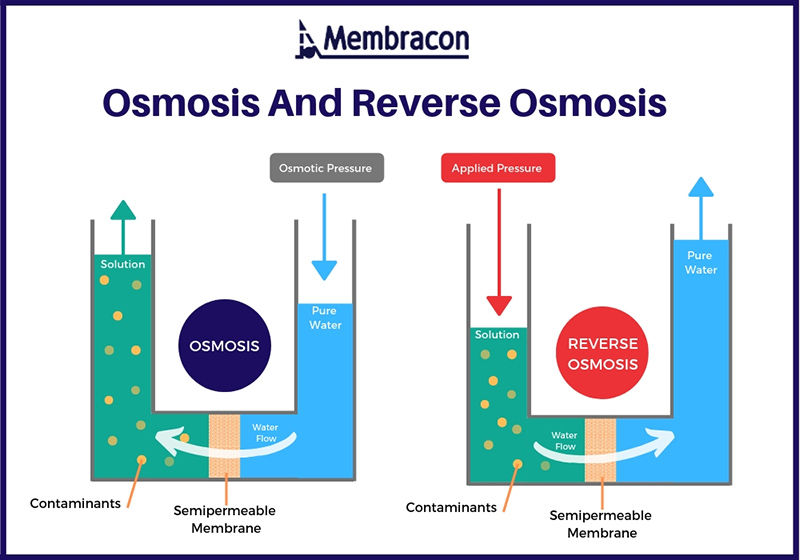 Membracon
Osmosis And Reverse Osmosis
Osmotic Pressure
Solution
Pure
Water
OSMOSIS
Water
Flow
Contaminants
Semipermeable
Membrane
Applied Pressure
Solution
Pure
Water
REVERSE
OSMOSIS
Water
Flow
Contaminants
Semipermeable
Membrane